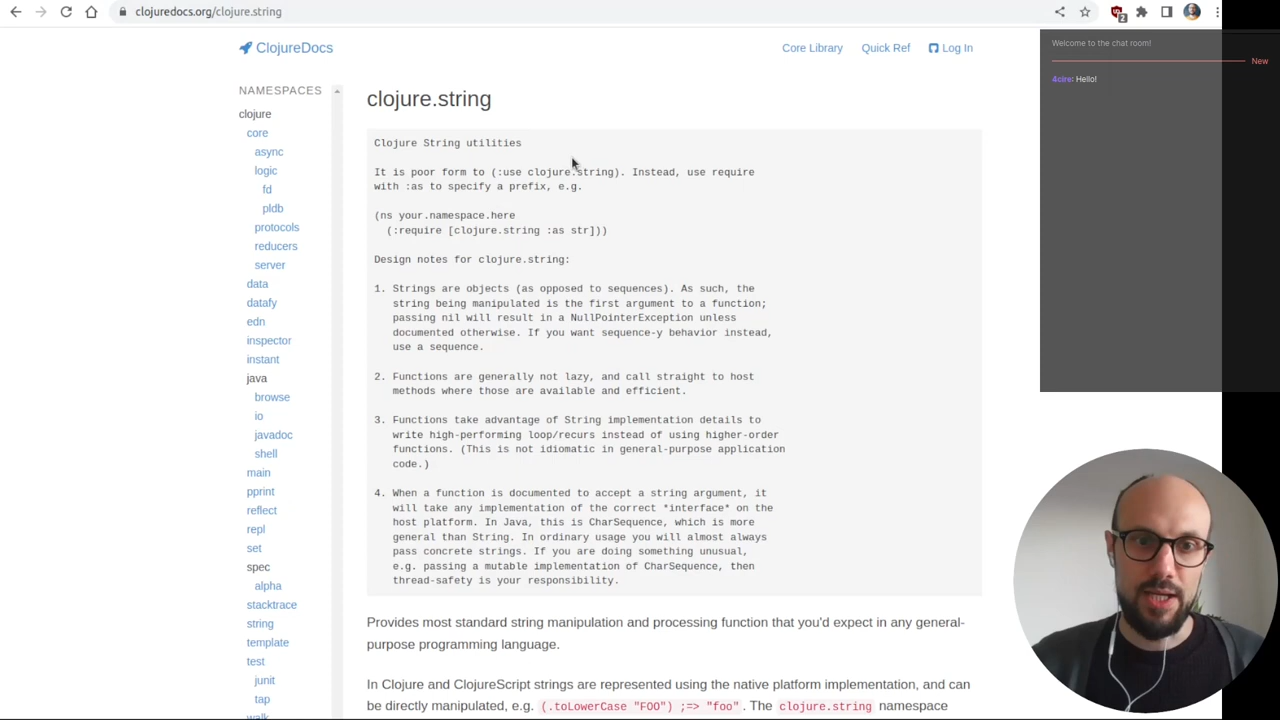 clojuredocs.org/clojure.string
2
ClojureDocs
Core Library
Quick Ref
Log In
Welcome to the chat room!
New
4cire: Hello!
NAMESPACES
clojure
core
async
logic
fd
pldb
protocols
reducers
server
data
datafy
edn
inspector
instant
java
browse
io
javadoc
shell
main
pprint
reflect
repl
set
spec
alpha
stacktrace
string
template
test
junit
tap
walk
clojure.string
Clojure String utilities
It is poor form to (:use clojure.string). Instead, use require
with :as to specify a prefix, e.g.
(ns your.namespace.here
(:require [clojure.string :as str]))
Design notes for clojure.string:
1. Strings are objects (as opposed to sequences). As such, the
string being manipulated is the first argument to a function;
passing nil will result in a NullPointerException unless
documented otherwise. If you want sequence-y behavior instead,
use a sequence.
2. Functions are generally not lazy, and call straight to host
methods where those are available and efficient.
3. Functions take advantage of String implementation details to
write high-performing loop/recurs instead of using higher-order
functions. (This is not idiomatic in general-purpose application
code.)
4. When a function is documented to accept a string argument, it
will take any implementation of the correct *interface* on the
host platform. In Java, this is CharSequence, which is more
general than String. In ordinary usage you will almost always
pass concrete strings. If you are doing something unusual,
e.g. passing a mutable implementation of CharSequence, then
thread-safety is your responsibility.
Provides most standard string manipulation and processing function that you'd expect in any general-
purpose programming language.
In Clojure and ClojureScript strings are represented using the native platform implementation, and can
be directly manipulated, e.g. (.toLowerCase "FOO") ;=> "foo". The clojure.string namespace